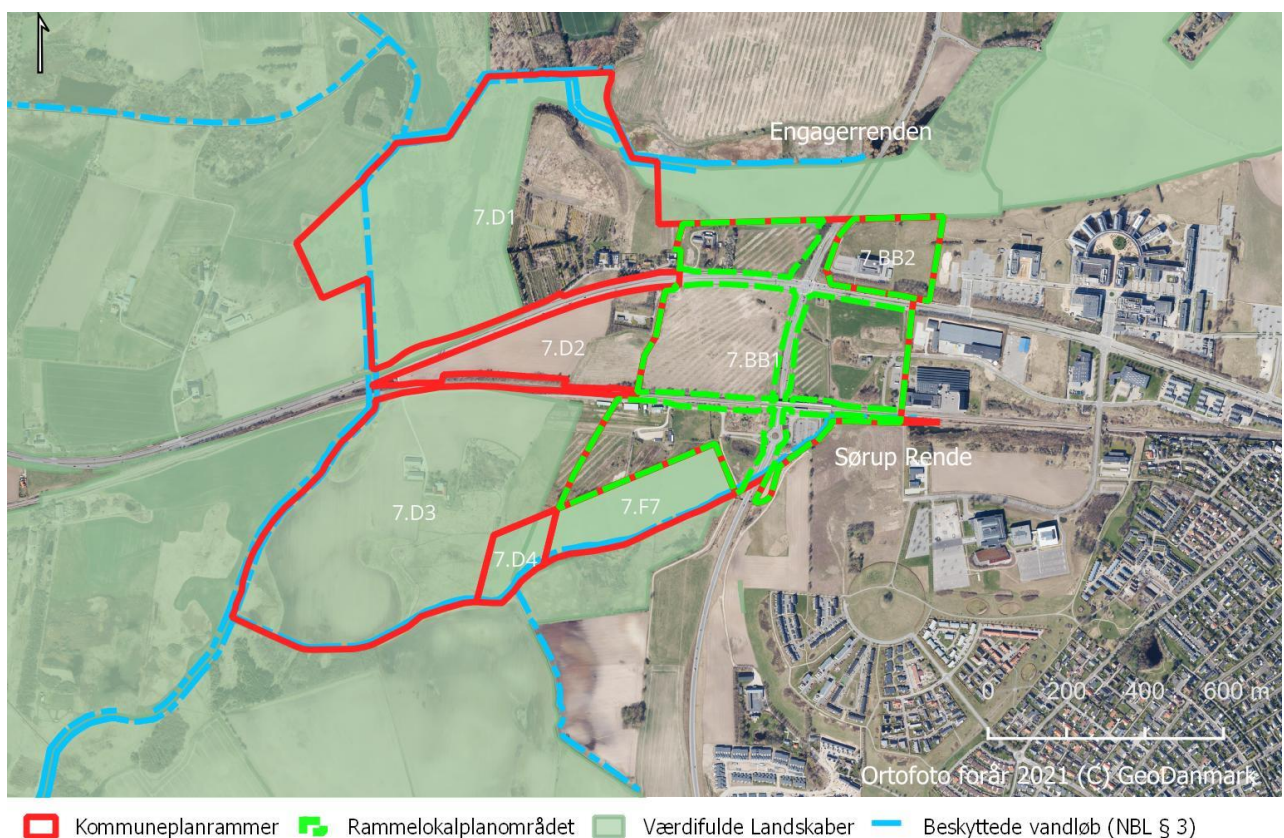 Engagerrenden
7.D1
7.BB2
7.D2
7.BB1
Sørup Rende
7.F7
7.D3
7.D4
0 200 400 600 m
Ortofoto forår 2021 (C) GeoDanmark
Kommuneplanrammer Rammelokalplanområdet Værdifulde Landskaber Beskyttede vandløb (NBL § 3)